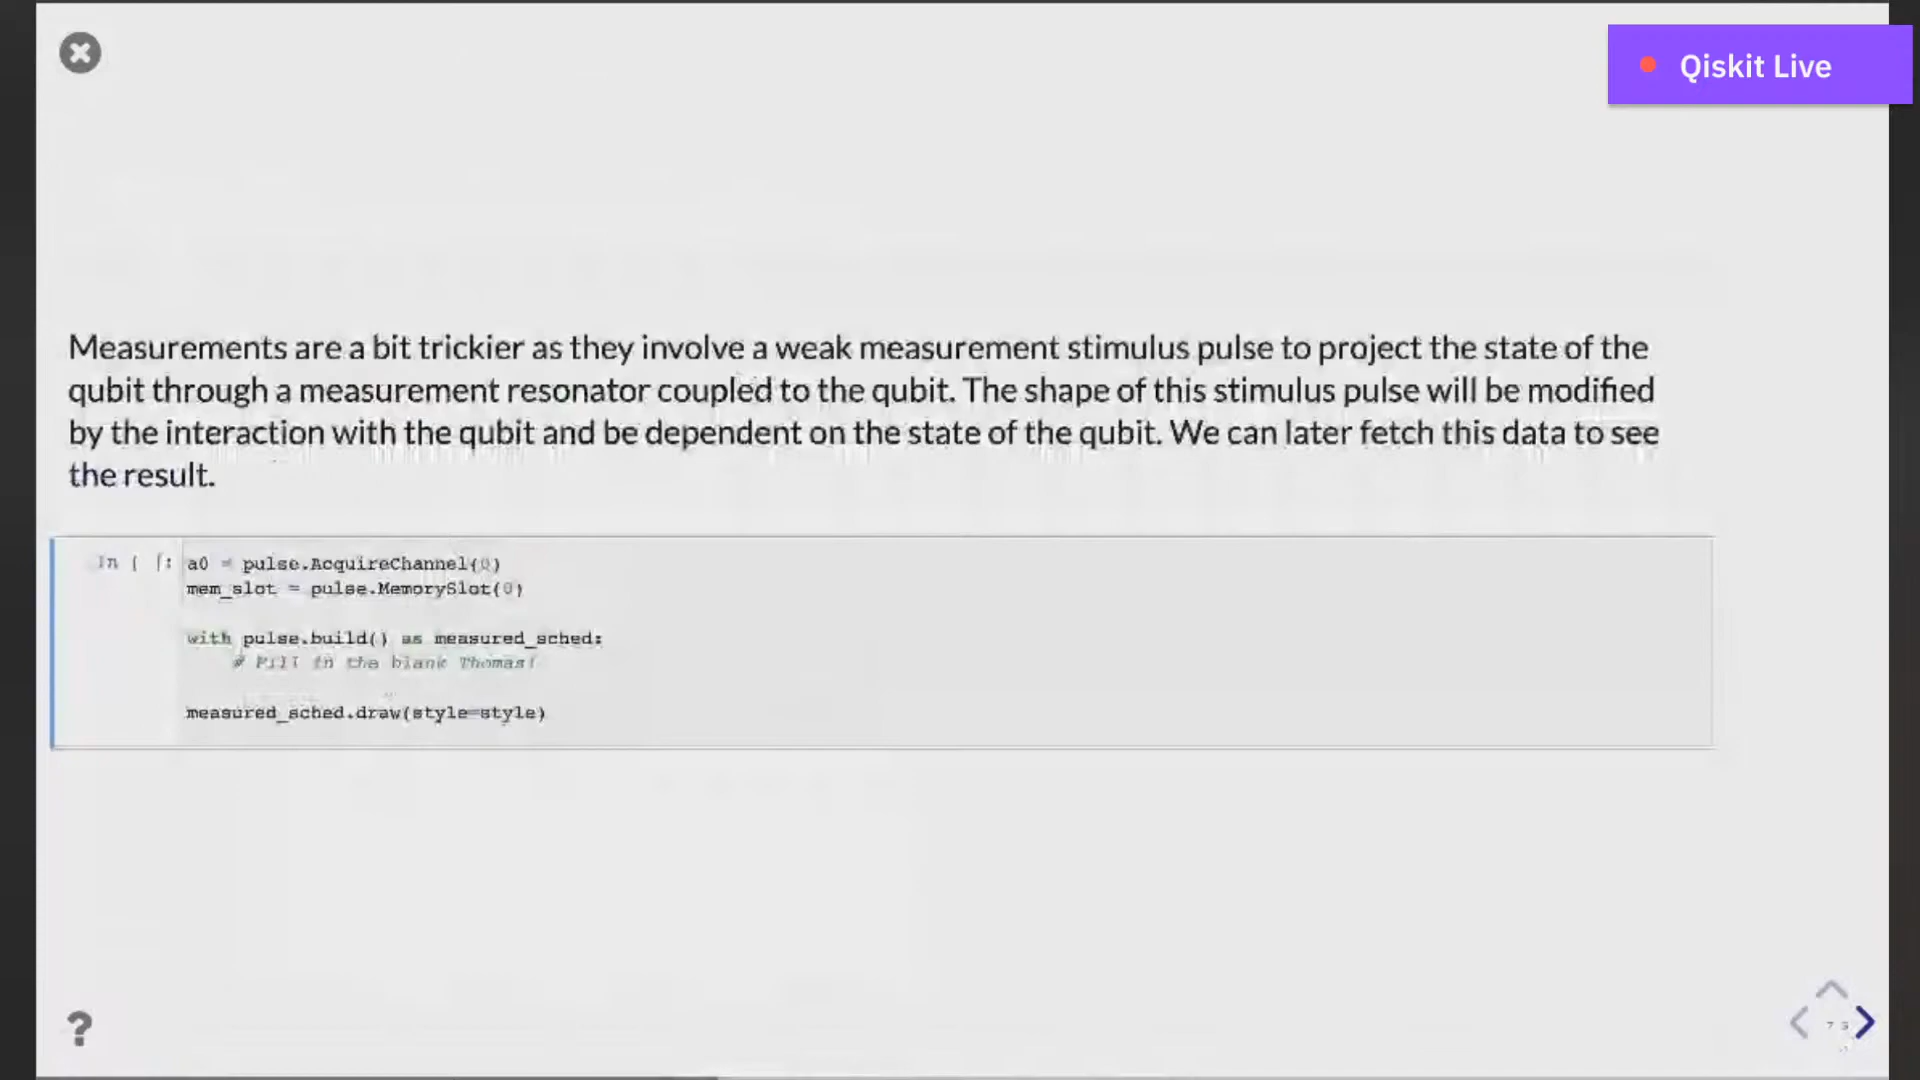 Qiskit Live
Measurements are a bit trickier as they involve a weak measurement stimulus pulse to project the state of the
qubit through a measurement resonator coupled to the qubit. The shape of this stimulus pulse will be modified
by the interaction with the qubit and be dependent on the state of the qubit. We can later fetch this data to see
the result.
In [ ]: a0 = pulse.AcquireChannel(0)
mem_slot = pulse.MemorySlot(0)
with pulse.build() as measured_sched:
# Fill in the blank Thomas!
measured_sched.draw(style=style)
?